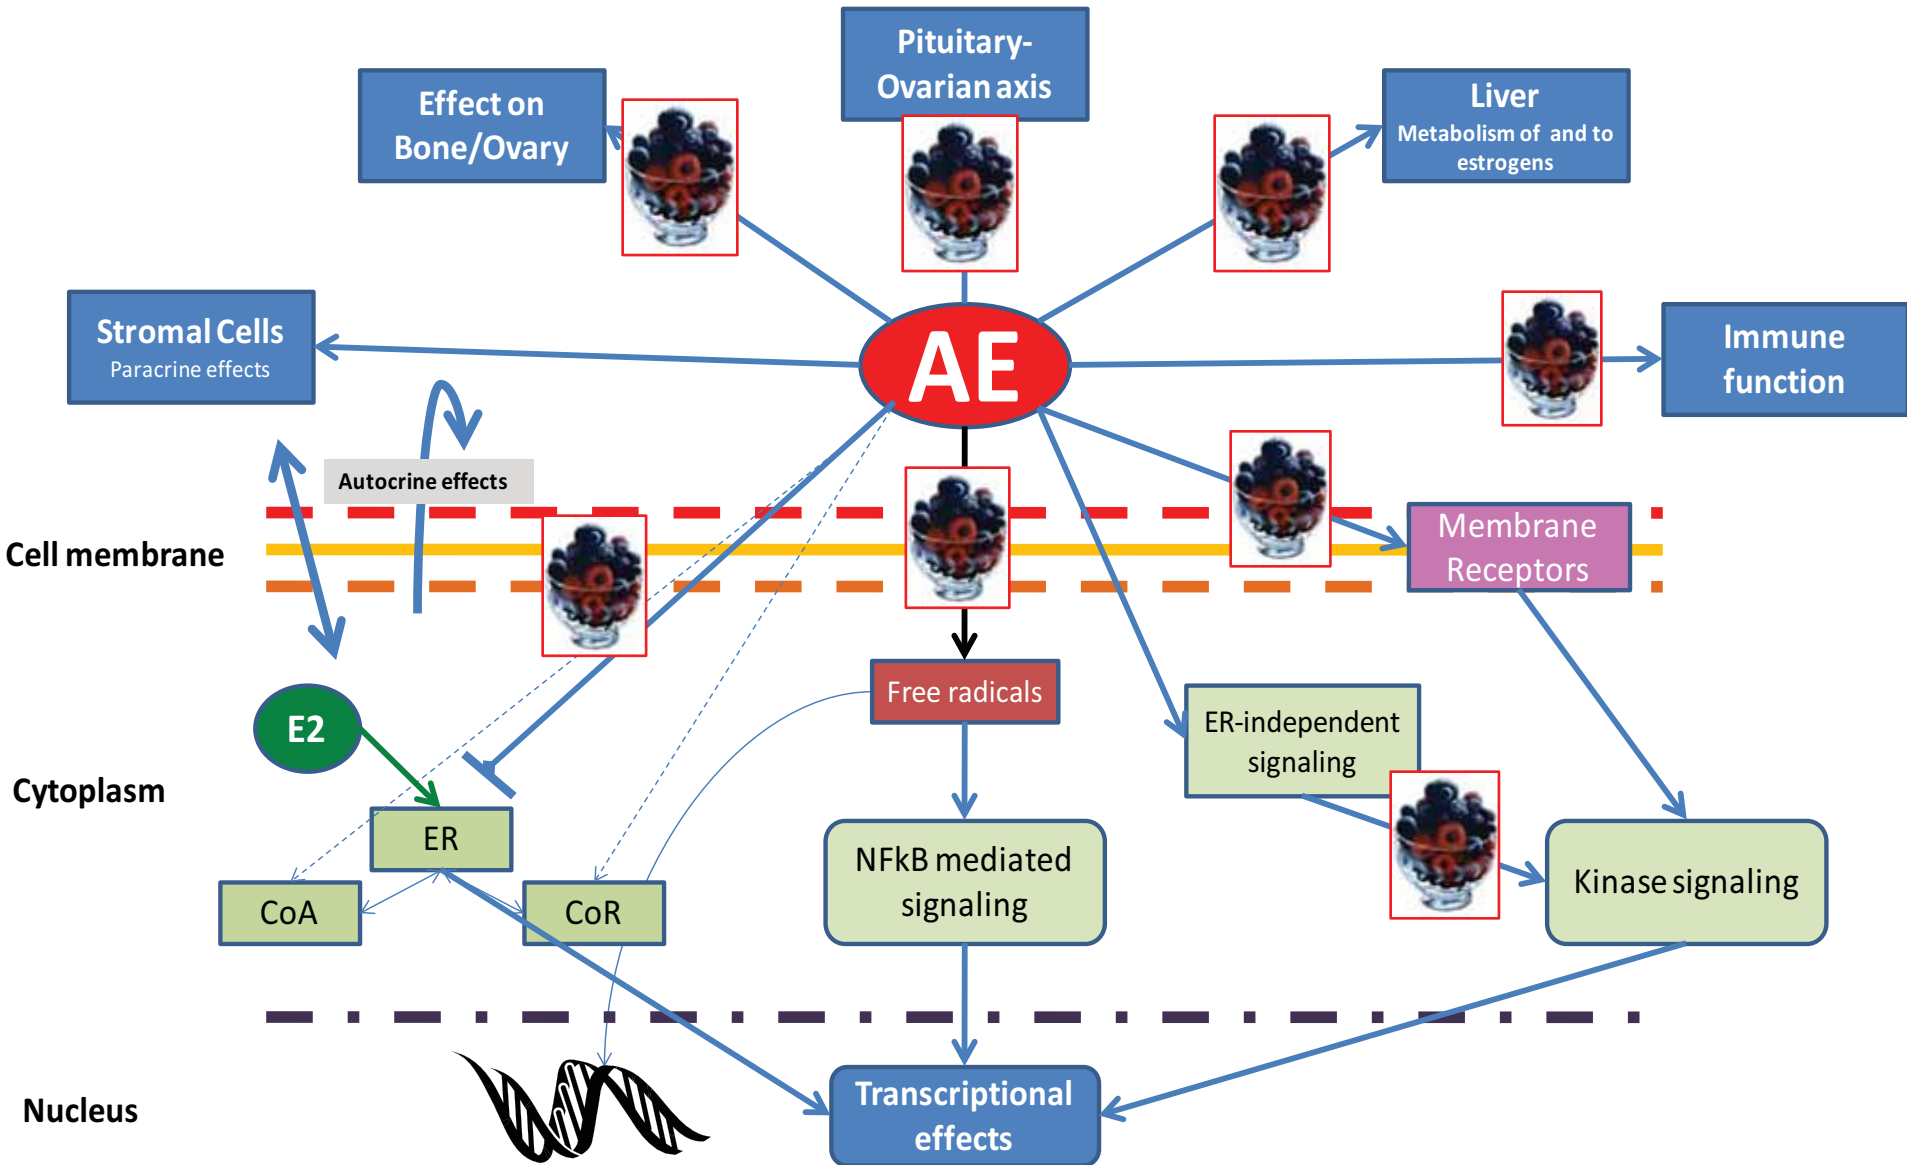 Pituitary-
Ovarian axis
Effect on
Bone/Ovary
Liver
Metabolism of and to
estrogens
Stromal Cells
Paracrine effects
AE
Immune
function
Autocrine effects
Cell membrane
Membrane
Receptors
Free radicals
E2
ER-independent
signaling
Cytoplasm
ER
NFkB mediated
signaling
Kinase signaling
CoA
CoR
Nucleus
Transcriptional
effects